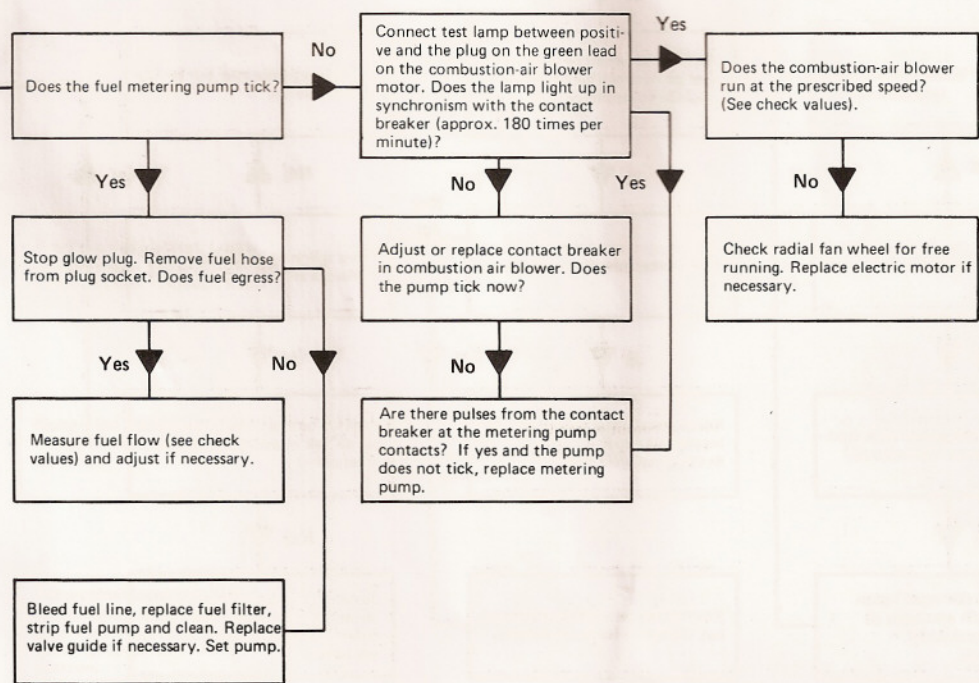 Does the fuel metering pump tick?
No
Connect test lamp between positi-
ve and the plug on the green lead
on the combustion-air blower
motor. Does the lamp light up in
synchronism with the contact
breaker (approx. 180 times per
minute)?
Yes
Does the combustion-air blower
run at the prescribed speed?
(See check values).
Yes
No
Yes
No
Stop glow plug. Remove fuel hose
from plug socket. Does fuel egress?
Adjust or replace contact breaker
in combustion air blower. Does
the pump tick now?
Check radial fan wheel for free
running. Replace electric motor if
necessary.
Yes
No
No
Measure fuel flow (see check
values) and adjust if necessary.
Are there pulses from the contact
breaker at the metering pump
contacts? If yes and the pump
does not tick, replace metering
pump.
Bleed fuel line, replace fuel filter,
strip fuel pump and clean. Replace
valve guide if necessary. Set pump.